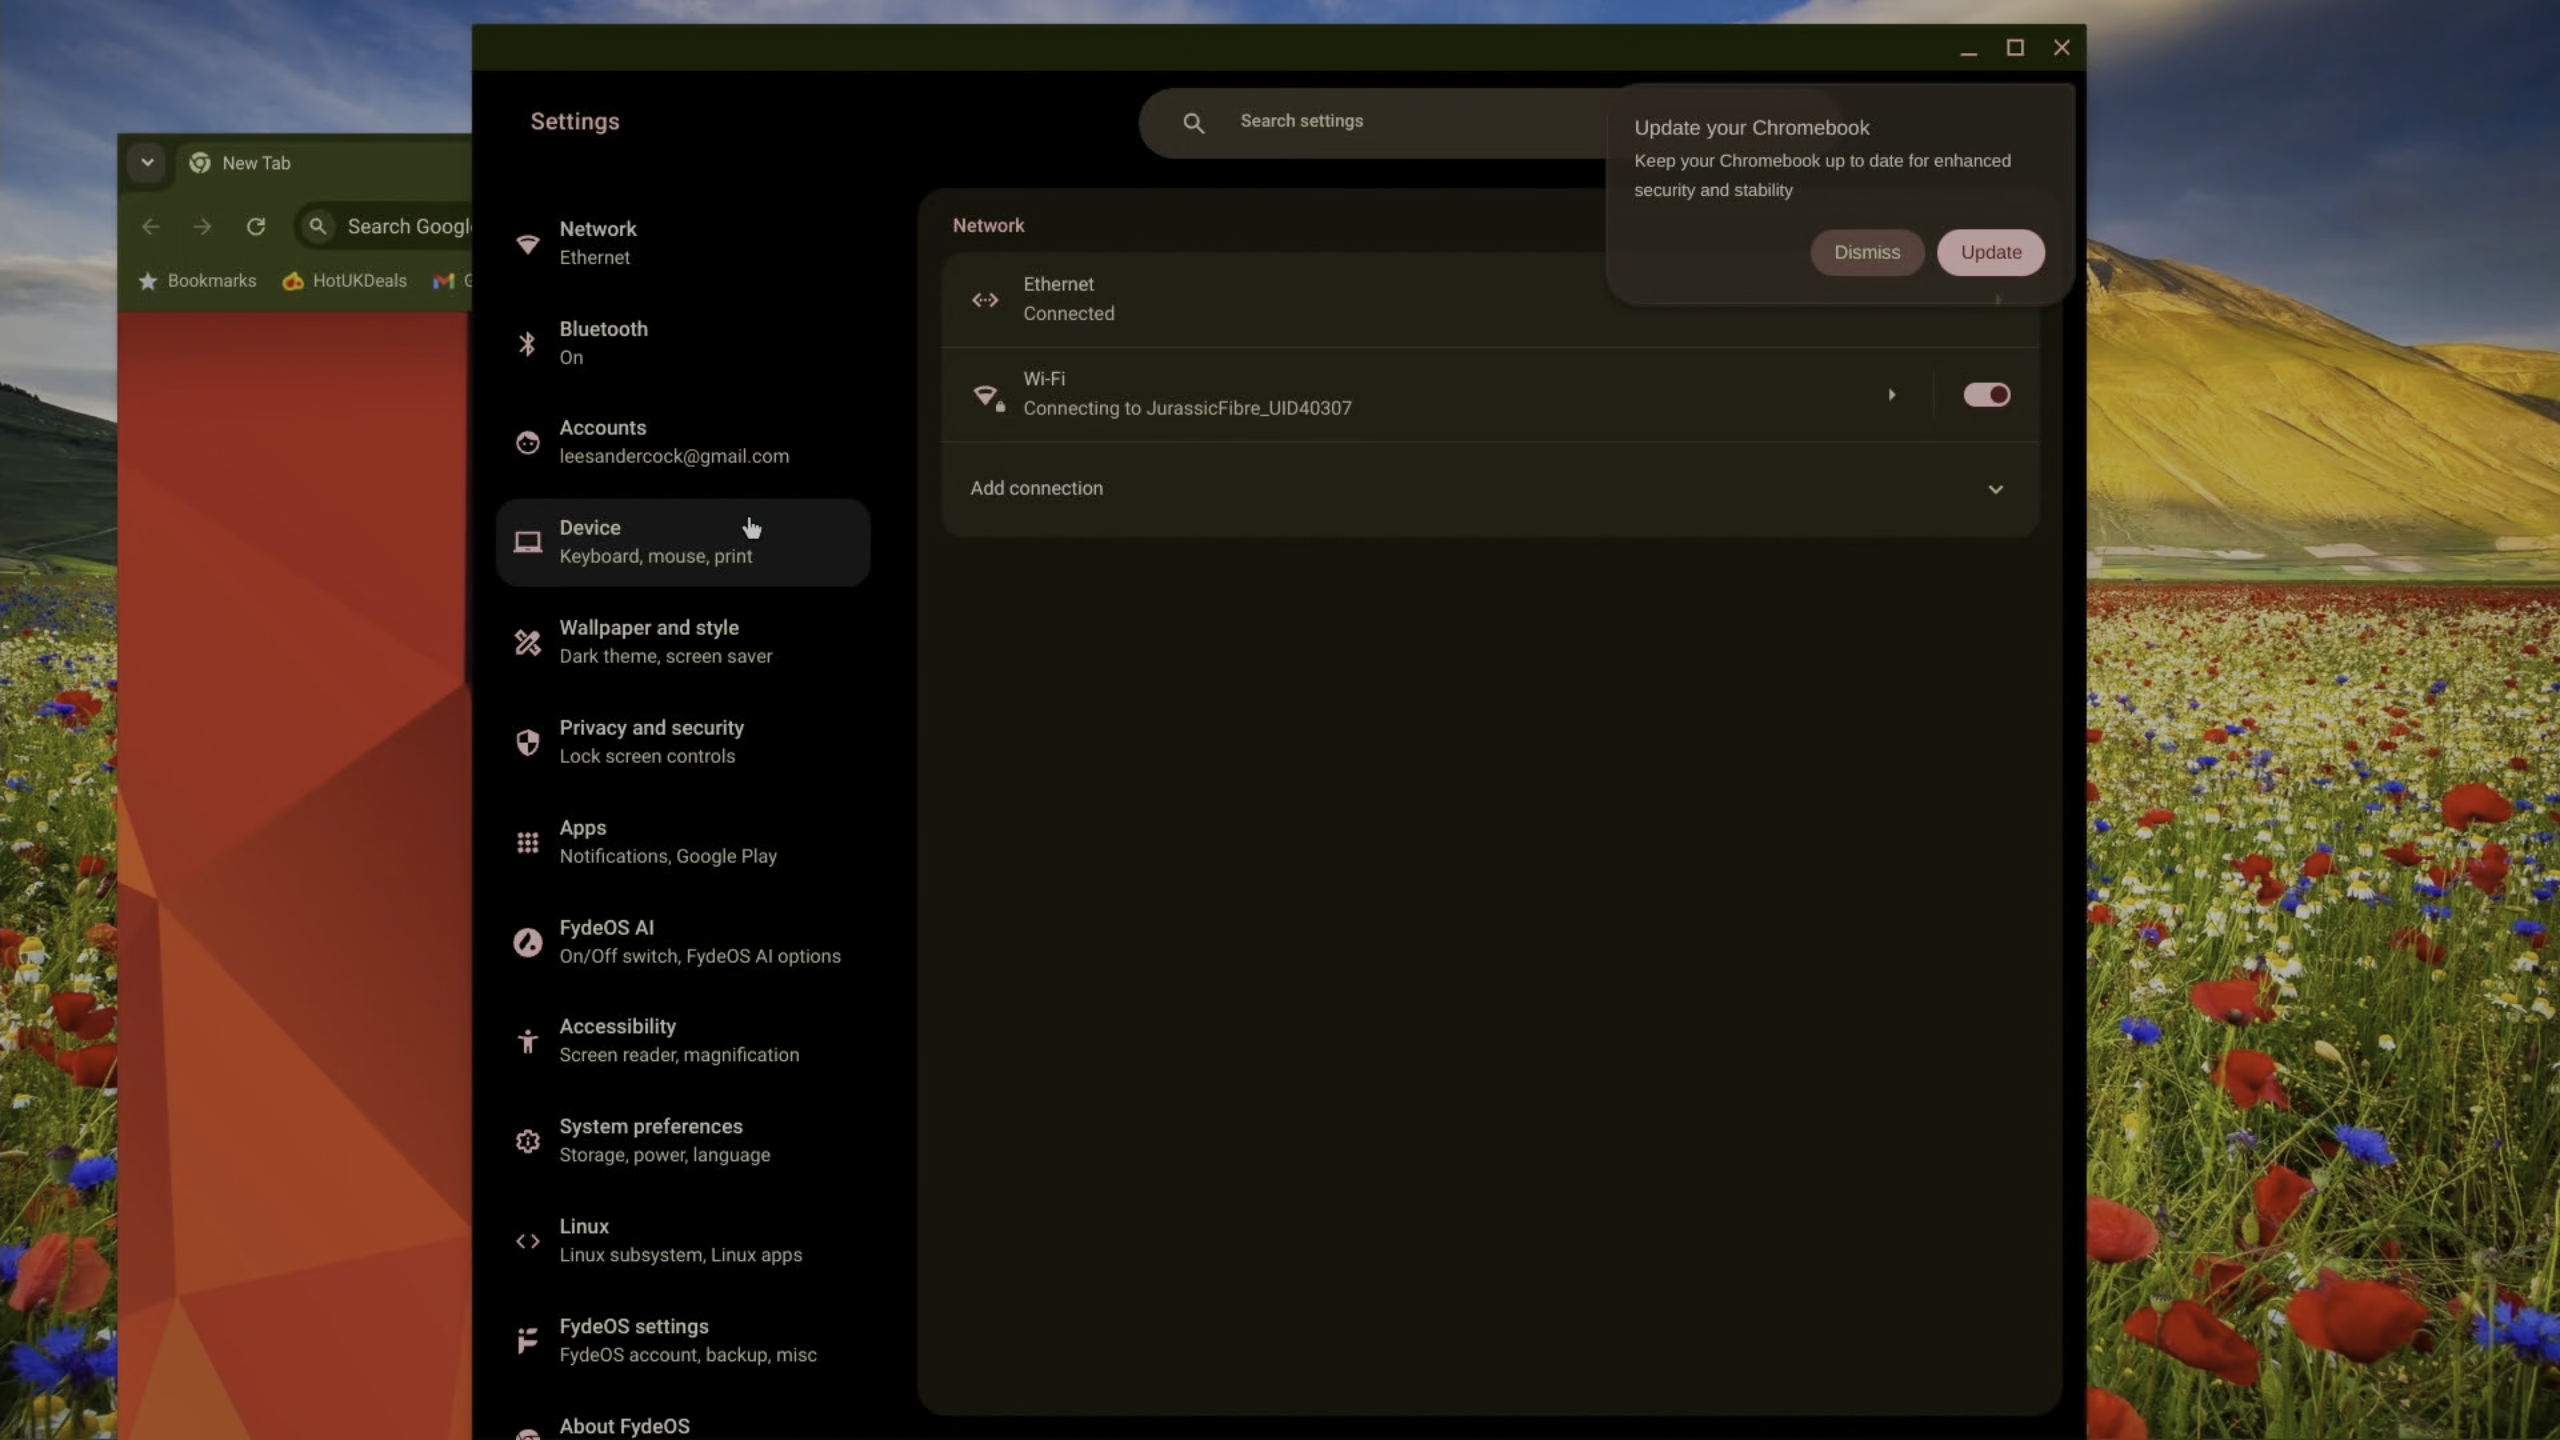 New Tab
Search Googl
Bookmarks
HotUKDeals
G
Settings
Search settings
Network
Ethernet
Bluetooth
On
Accounts
leesandercock@gmail.com
Device
Keyboard, mouse, print
Wallpaper and style
Dark theme, screen saver
Privacy and security
Lock screen controls
Apps
Notifications, Google Play
FydeOS AI
On/Off switch, FydeOS AI options
Accessibility
Screen reader, magnification
System preferences
Storage, power, language
Linux
Linux subsystem, Linux apps
FydeOS settings
FydeOS account, backup, misc
About FydeOS
Network
Ethernet
Connected
Wi-Fi
Connecting to JurassicFibre_UID40307
Add connection
Update your Chromebook
Keep your Chromebook up to date for enhanced
security and stability
Dismiss
Update